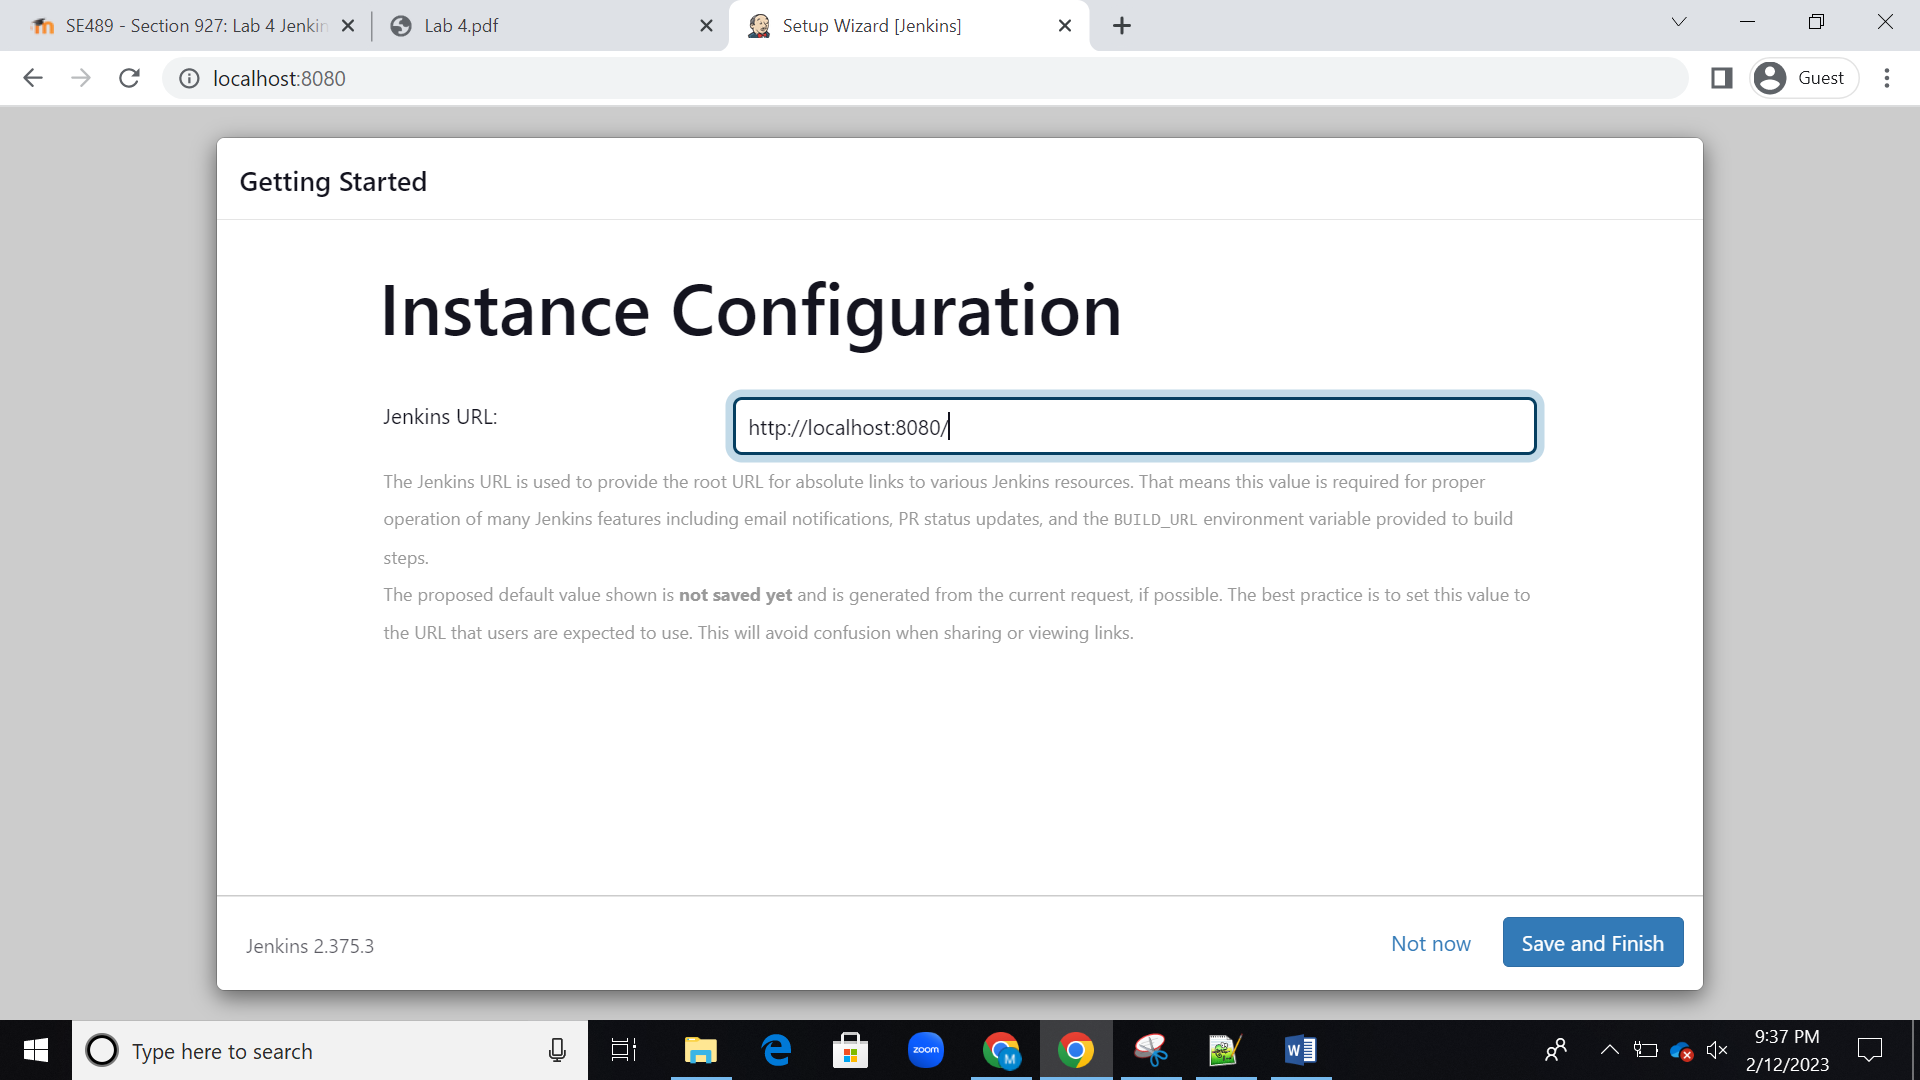 SE489 - Section 927: Lab 4 Jenkin
Lab 4.pdf
Setup Wizard [Jenkins]
localhost:8080
Guest
Getting Started
Instance Configuration
Jenkins URL:
http://localhost:8080/
The Jenkins URL is used to provide the root URL for absolute links to various Jenkins resources. That means this value is required for proper
operation of many Jenkins features including email notifications, PR status updates, and the BUILD_URL environment variable provided to build
steps.
The proposed default value shown is not saved yet and is generated from the current request, if possible. The best practice is to set this value to
the URL that users are expected to use. This will avoid confusion when sharing or viewing links.
Jenkins 2.375.3
Not now
Save and Finish
Type here to search
zoom
M
W
9:37 PM
2/12/2023